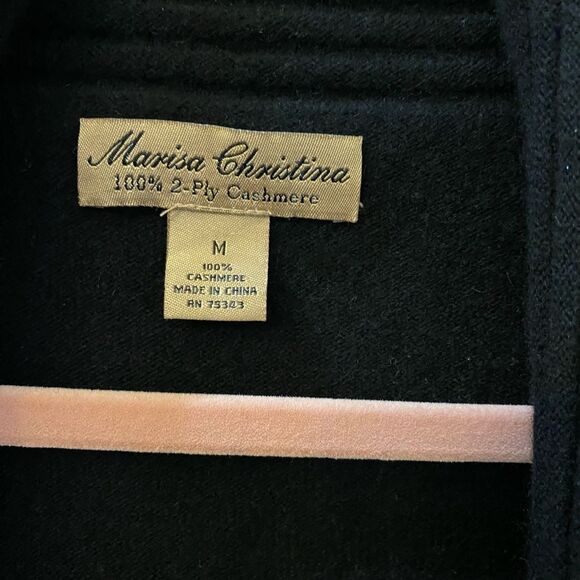 Marisa Christina
100% 2-Ply Cashmere
M
100%
CASHMERE
MADE IN CHINA
RN 75343